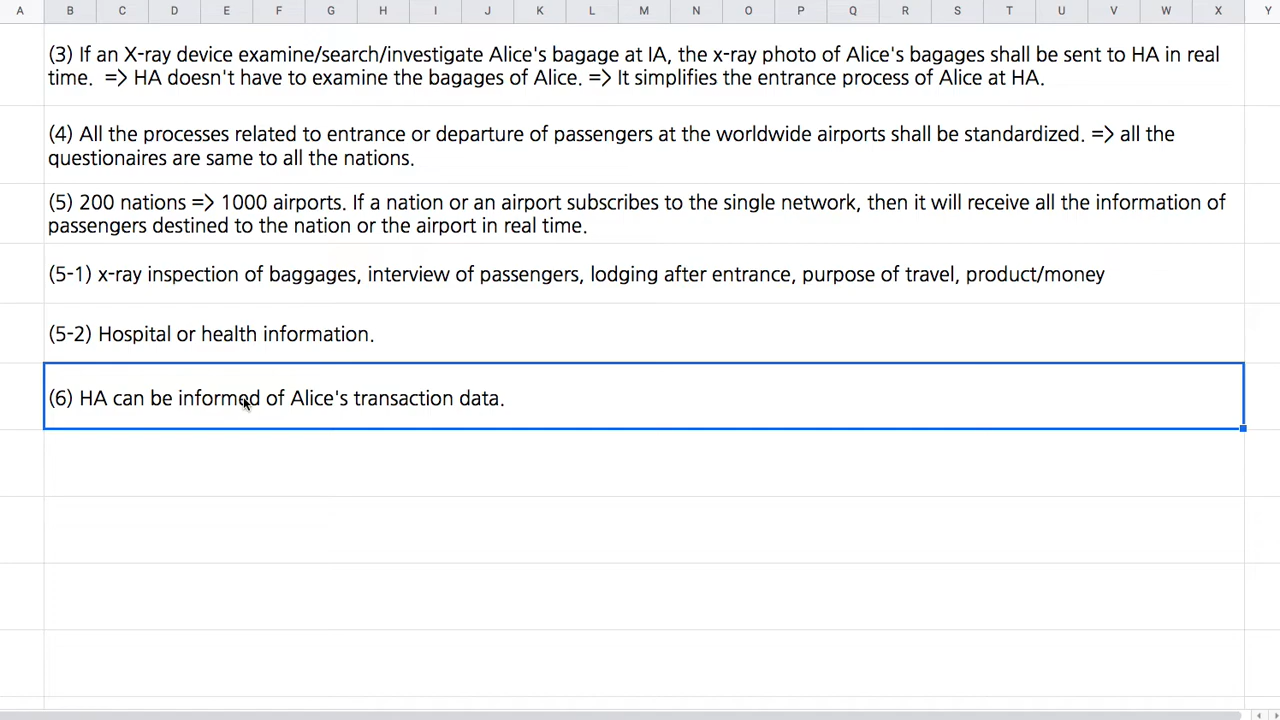 A B C D E F G H I J K L M N O P Q R S T U V W X Y
(3) If an X-ray device examine/search/investigate Alice's bagage at IA, the x-ray photo of Alice's bagages shall be sent to HA in real
time.  => HA doesn't have to examine the bagages of Alice. => It simplifies the entrance process of Alice at HA.
(4) All the processes related to entrance or departure of passengers at the worldwide airports shall be standardized. => all the
questionaires are same to all the nations.
(5) 200 nations => 1000 airports. If a nation or an airport subscribes to the single network, then it will receive all the information of
passengers destined to the nation or the airport in real time.
(5-1) x-ray inspection of baggages, interview of passengers, lodging after entrance, purpose of travel, product/money
(5-2) Hospital or health information.
(6) HA can be informed of Alice's transaction data.